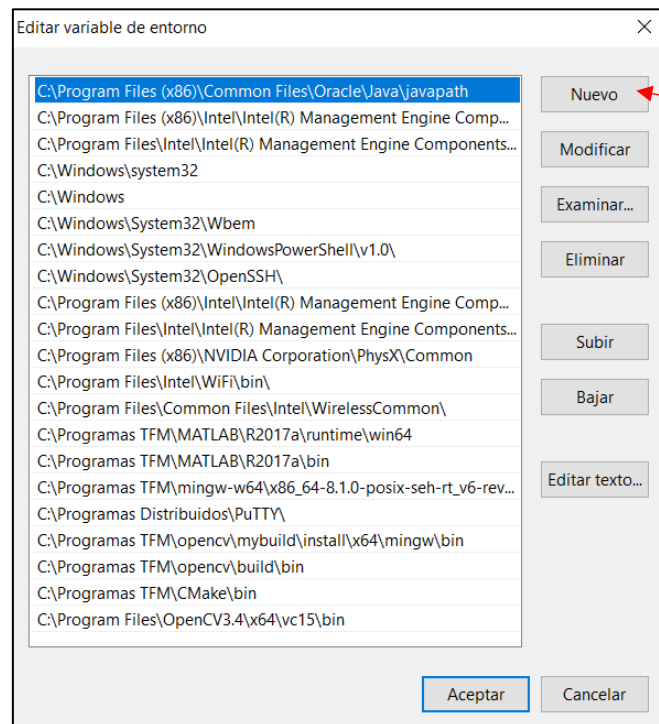 Editar variable de entorno
C:\Program Files (x86)\Common Files\Oracle\Java\javapath
C:\Program Files (x86)\Intel\Intel(R) Management Engine Comp...
C:\Program Files\Intel\Intel(R) Management Engine Components...
C:\Windows\system32
C:\Windows
C:\Windows\System32\Wbem
C:\Windows\System32\WindowsPowerShell\v1.0\
C:\Windows\System32\OpenSSH\
C:\Program Files (x86)\Intel\Intel(R) Management Engine Comp...
C:\Program Files\Intel\Intel(R) Management Engine Components...
C:\Program Files (x86)\NVIDIA Corporation\PhysX\Common
C:\Program Files\Intel\WiFi\bin\
C:\Program Files\Common Files\Intel\WirelessCommon\
C:\Programas TFM\MATLAB\R2017a\runtime\win64
C:\Programas TFM\MATLAB\R2017a\bin
C:\Programas TFM\mingw-w64\x86_64-8.1.0-posix-seh-rt_v6-rev...
C:\Programas Distribuidos\PuTTY\
C:\Programas TFM\opencv\mybuild\install\x64\mingw\bin
C:\Programas TFM\opencv\build\bin
C:\Programas TFM\CMake\bin
C:\Program Files\OpenCV3.4\x64\vc15\bin
Nuevo
Modificar
Examinar...
Eliminar
Subir
Bajar
Editar texto...
Aceptar
Cancelar